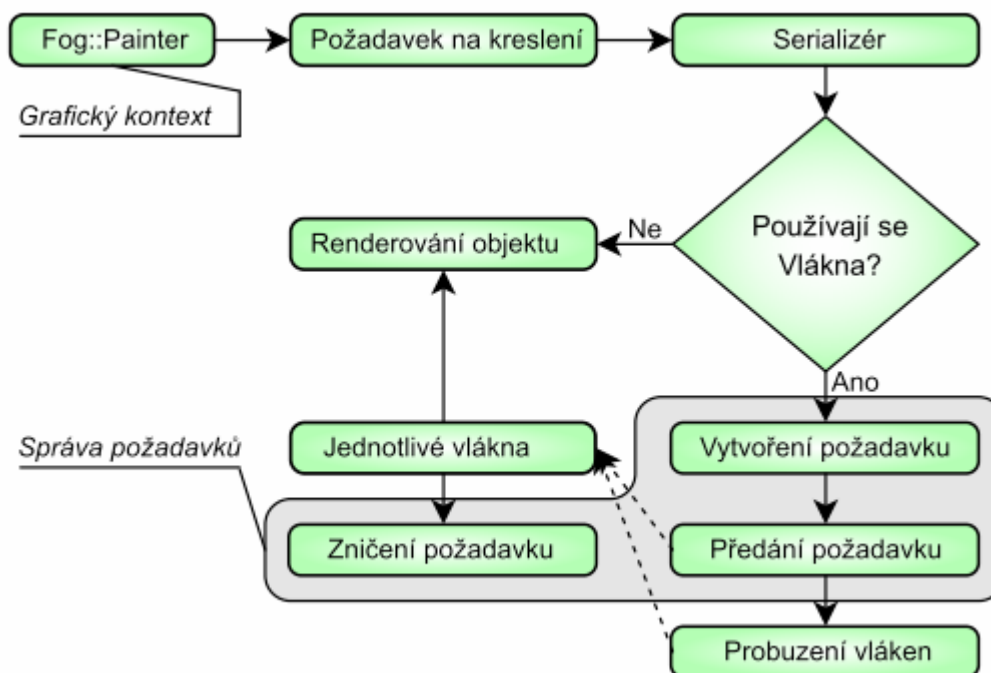 Fog::Painter
Požadavek na kreslení
Serializér
Grafický kontext
Používají se
Vlákna?
Ne
Renderování objektu
Ano
Správa požadavků
Jednotlivé vlákna
Vytvoření požadavku
Zničení požadavku
Předání požadavku
Probuzení vláken